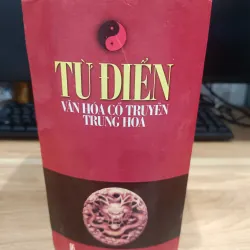 TỪ ĐIỂN
VĂN HÓA CỔ TRUYỀN
TRUNG HOA